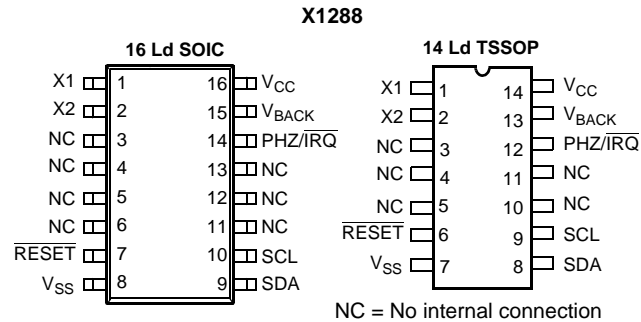 X1288
16 Ld SOIC
X1 1 16 VCC
X2 2 15 VBACK
NC 3 14 PHZ/IRQ
NC 4 13 NC
NC 5 12 NC
NC 6 11 NC
RESET 7 10 SCL
VSS 8 9 SDA
14 Ld TSSOP
X1 1 14 VCC
X2 2 13 VBACK
NC 3 12 PHZ/IRQ
NC 4 11 NC
NC 5 10 NC
RESET 6 9 SCL
VSS 7 8 SDA
NC = No internal connection